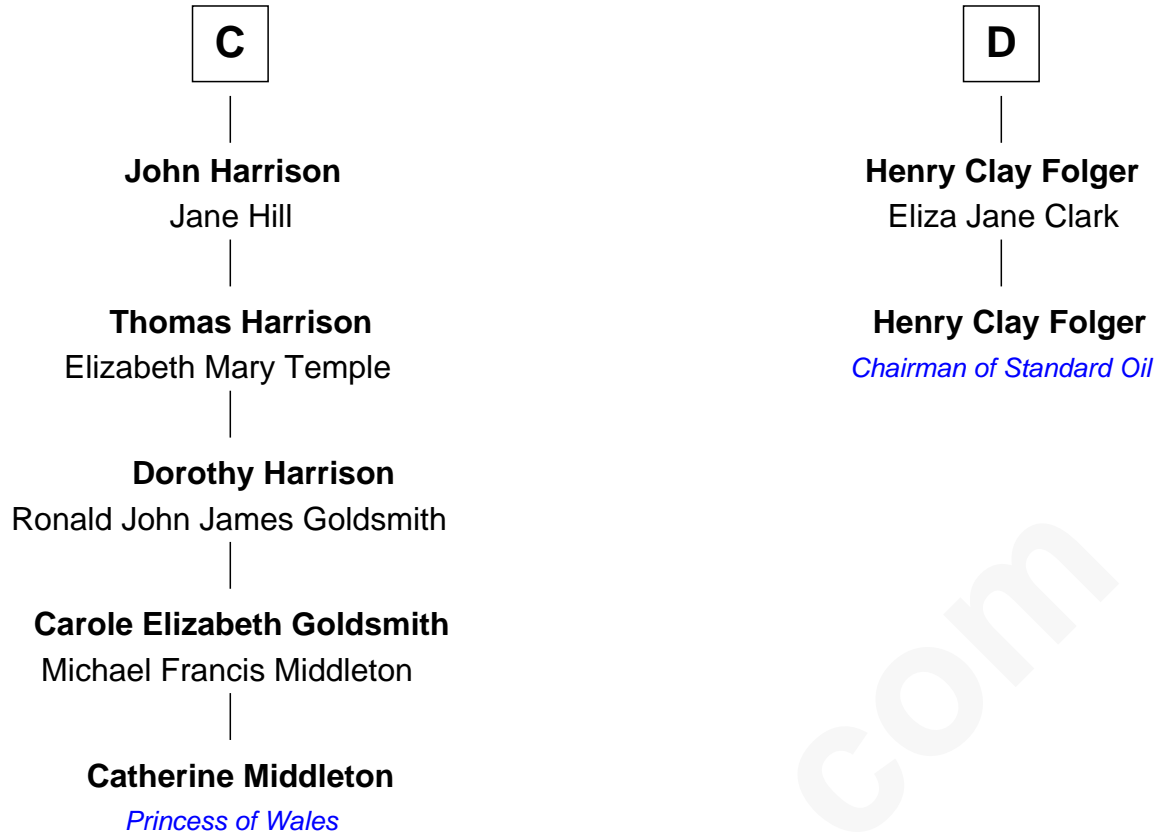 C
John Harrison
Jane Hill
Thomas Harrison
Elizabeth Mary Temple
Dorothy Harrison
Ronald John James Goldsmith
Carole Elizabeth Goldsmith
Michael Francis Middleton
Catherine Middleton
Princess of Wales
D
Henry Clay Folger
Eliza Jane Clark
Henry Clay Folger
Chairman of Standard Oil
com